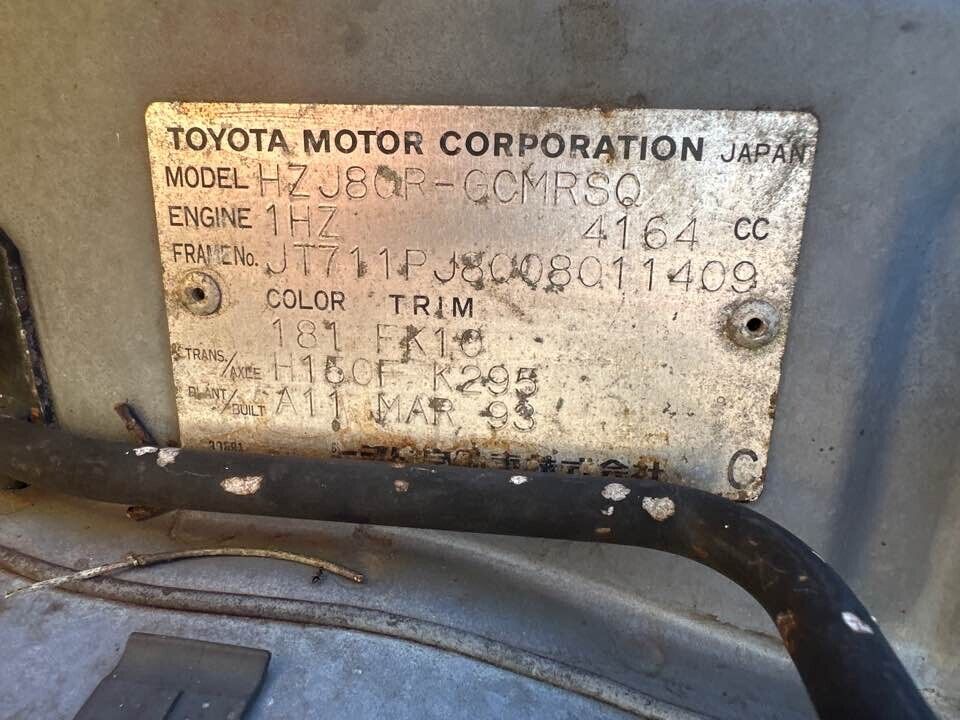 TOYOTA MOTOR CORPORATION JAPAN
MODEL HZJ80R-GCMRSQ
ENGINE 1HZ 4164 CC
FRAME No. JT711PJ8008011409
COLOR TRIM
181 FK10
TRANS/AXLE H150F K295
PLANT/BUILT A11 MAR 93
C